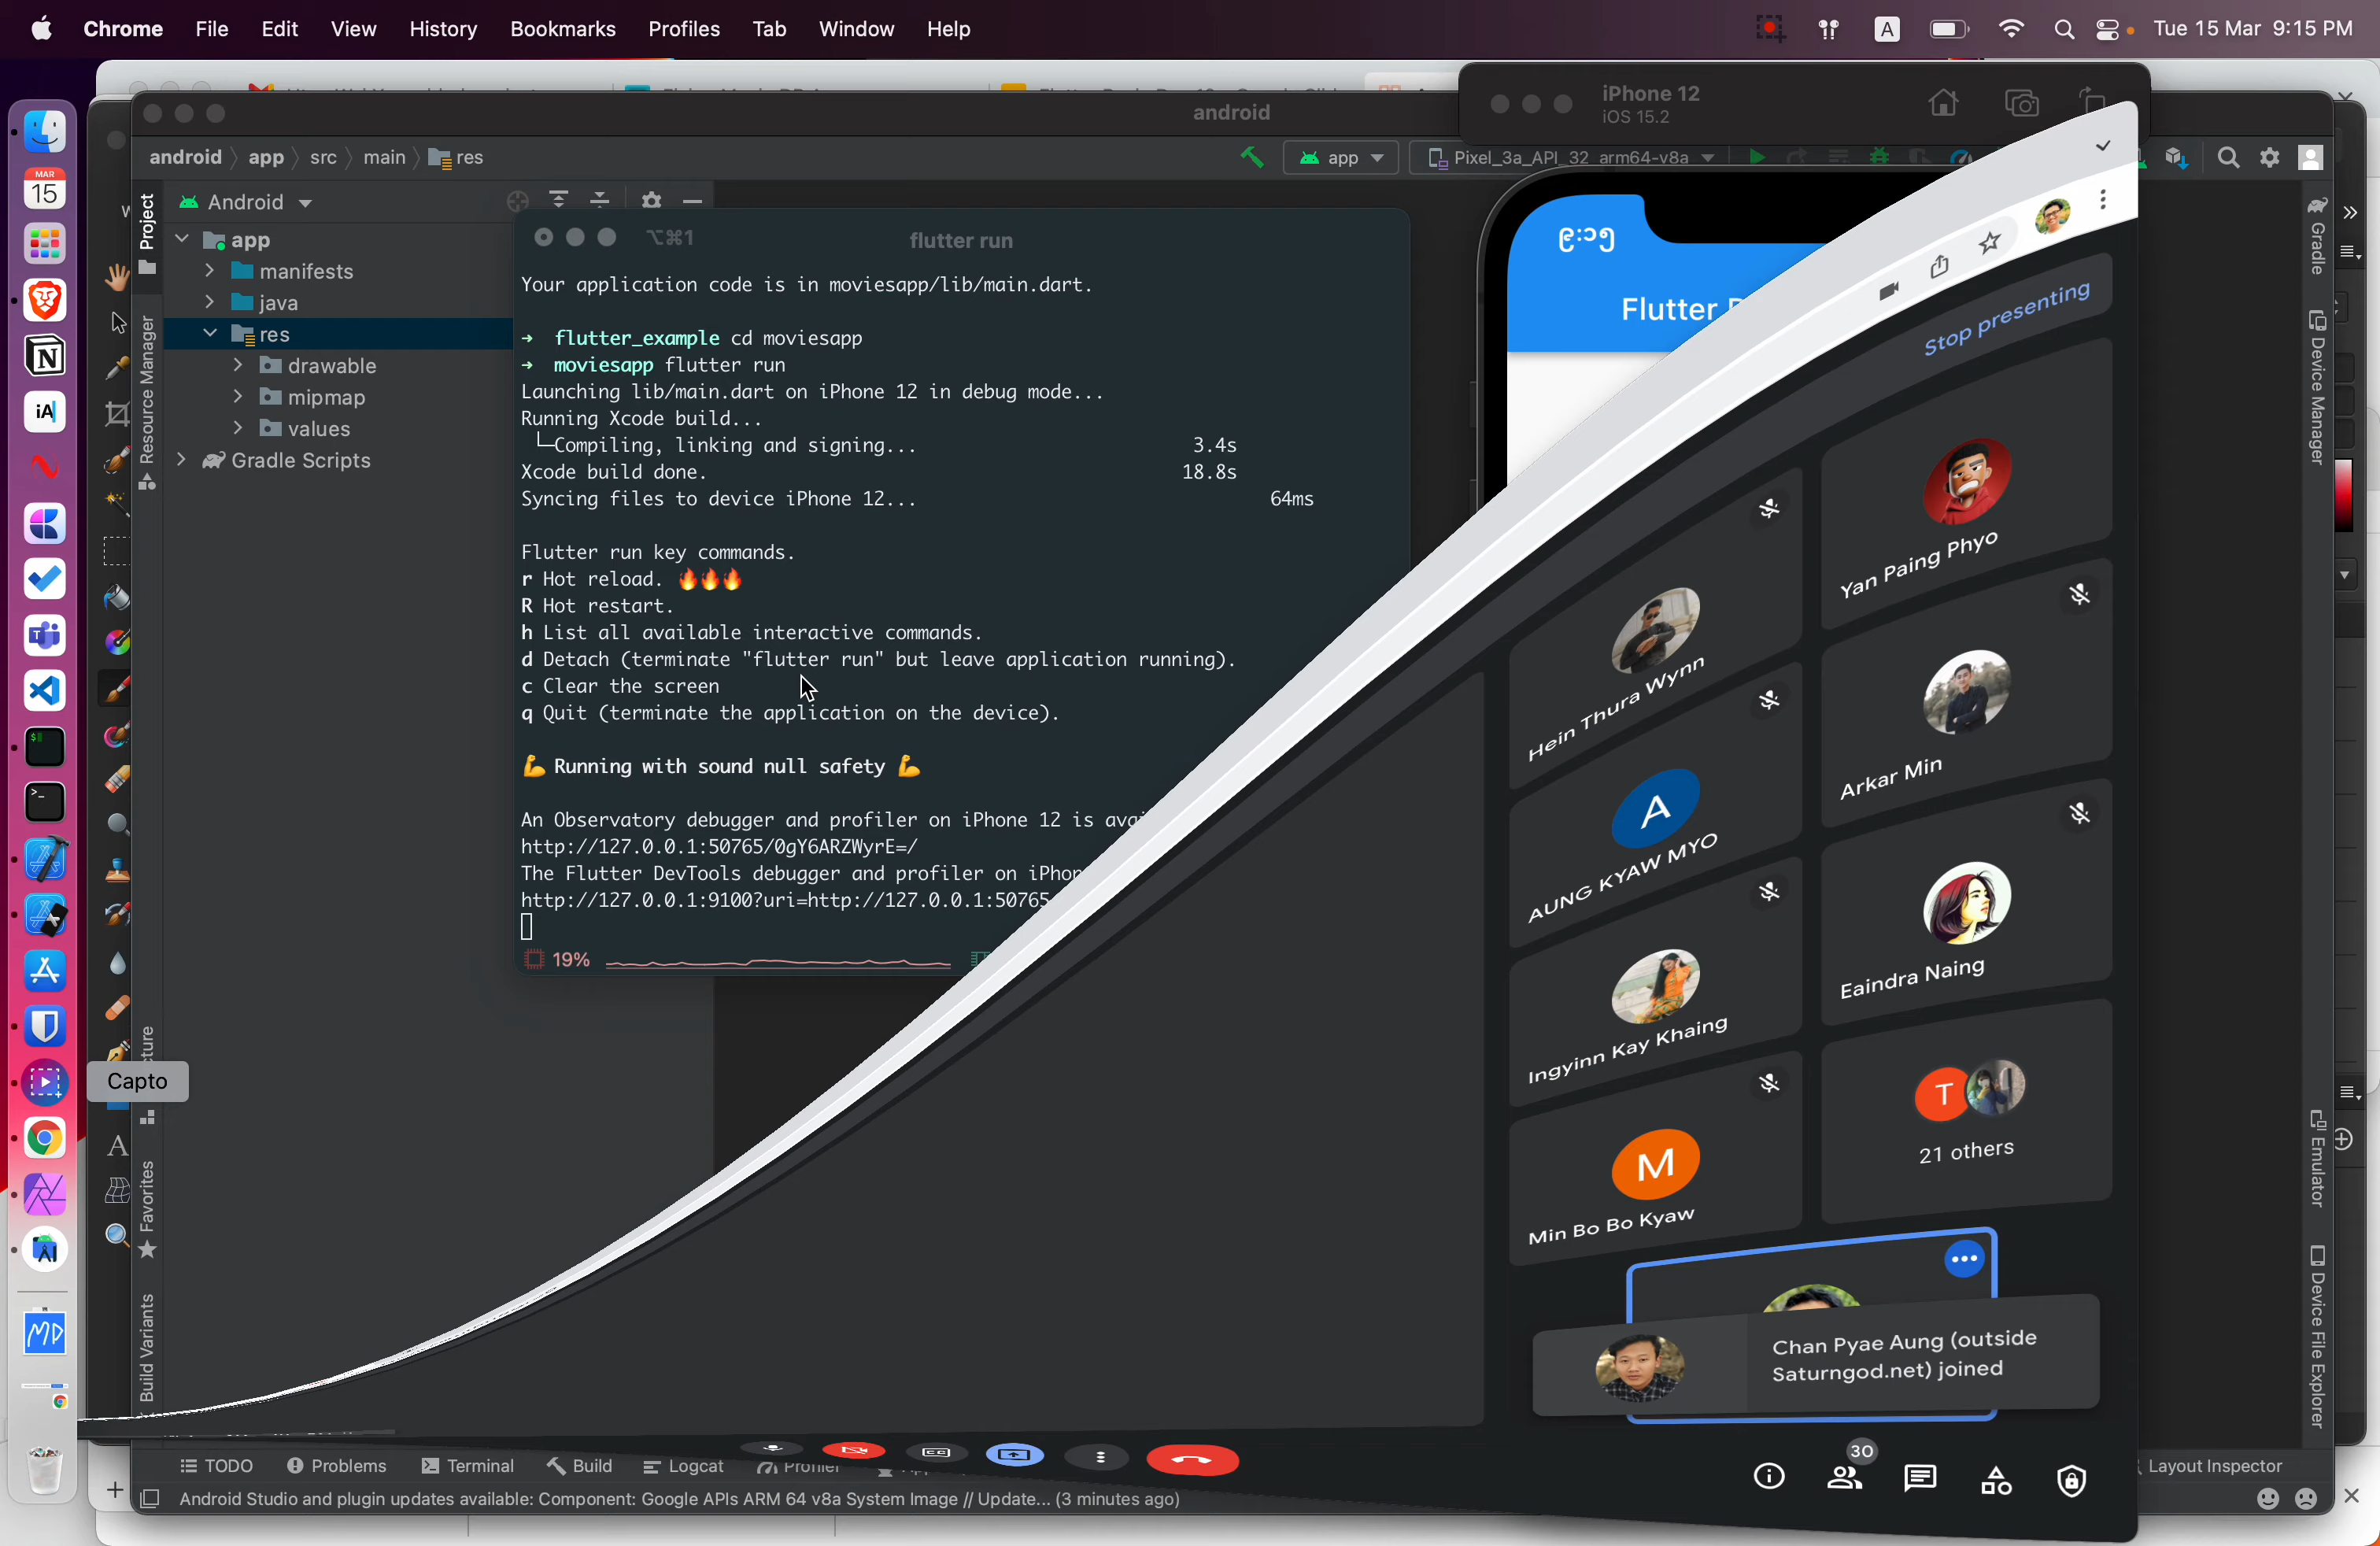 Chrome File Edit View History Bookmarks Profiles Tab Window Help
A
Tue 15 Mar 9:15 PM
android
iPhone 12
iOS 15.2
android app src main res
app
Pixel_3a_API_32_arm64-v8a
MAR
15
Project
Resource Manager
Favorites
Build Variants
Android
app
manifests
java
res
drawable
mipmap
values
Gradle Scripts
⌥⌘1
flutter run
Your application code is in moviesapp/lib/main.dart.
→ flutter_example cd moviesapp
→ moviesapp flutter run
Launching lib/main.dart on iPhone 12 in debug mode...
Running Xcode build...
└─Compiling, linking and signing... 3.4s
Xcode build done. 18.8s
Syncing files to device iPhone 12... 64ms
Flutter run key commands.
r Hot reload. 🔥🔥🔥
R Hot restart.
h List all available interactive commands.
d Detach (terminate "flutter run" but leave application running).
c Clear the screen
q Quit (terminate the application on the device).
💪 Running with sound null safety 💪
An Observatory debugger and profiler on iPhone 12 is
http://127.0.0.1:50765/0gY6ARZWyrE=/
The Flutter DevTools debugger and profiler on
http://127.0.0.1:9100?uri=http://127.0.0.1:50765
19%
၉:၁၅
Flutter
Stop presenting
Yan Paing Phyo
Hein Thura Wynn
Arkar Min
A
AUNG KYAW MYO
Eaindra Naing
Ingyinn Kay Khaing
T
21 others
M
Min Bo Bo Kyaw
Chan Pyae Aung (outside
Saturngod.net) joined
30
Capto
iA
MD
Gradle
Device Manager
Emulator
Device File Explorer
TODO Problems Terminal Build Logcat Profiler
Layout Inspector
Android Studio and plugin updates available: Component: Google APIs ARM 64 v8a System Image // Update... (3 minutes ago)